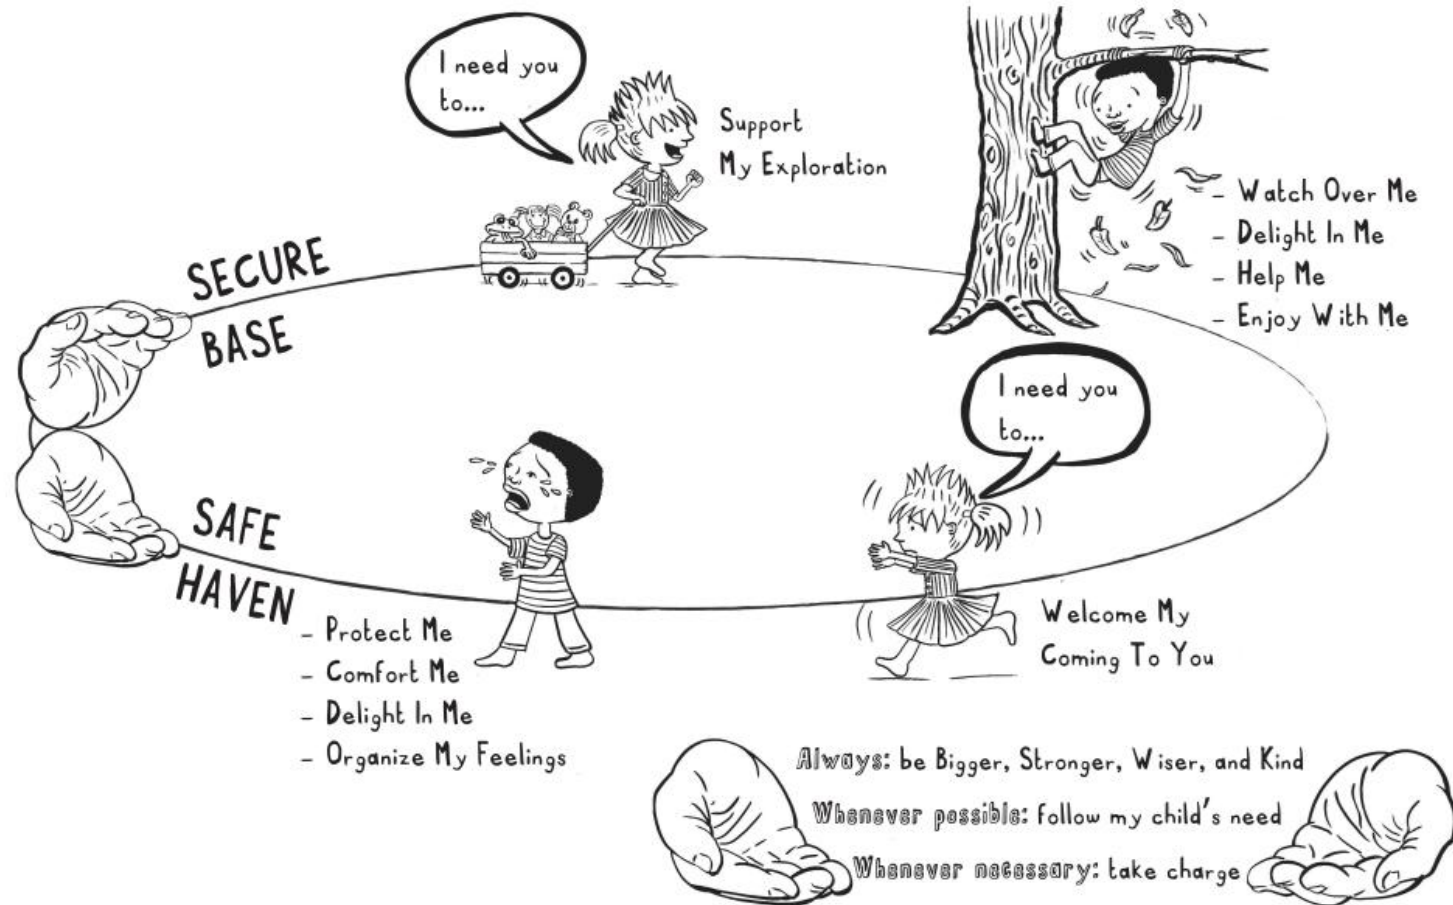 I need you
to...
Support
My Exploration
- Watch Over Me
- Delight In Me
- Help Me
- Enjoy With Me
SECURE
BASE
I need you
to...
SAFE
HAVEN
Welcome My
Coming To You
- Protect Me
- Comfort Me
- Delight In Me
- Organize My Feelings
Always: be Bigger, Stronger, Wiser, and Kind
Whenever possible: follow my child's need
Whenever necessary: take charge